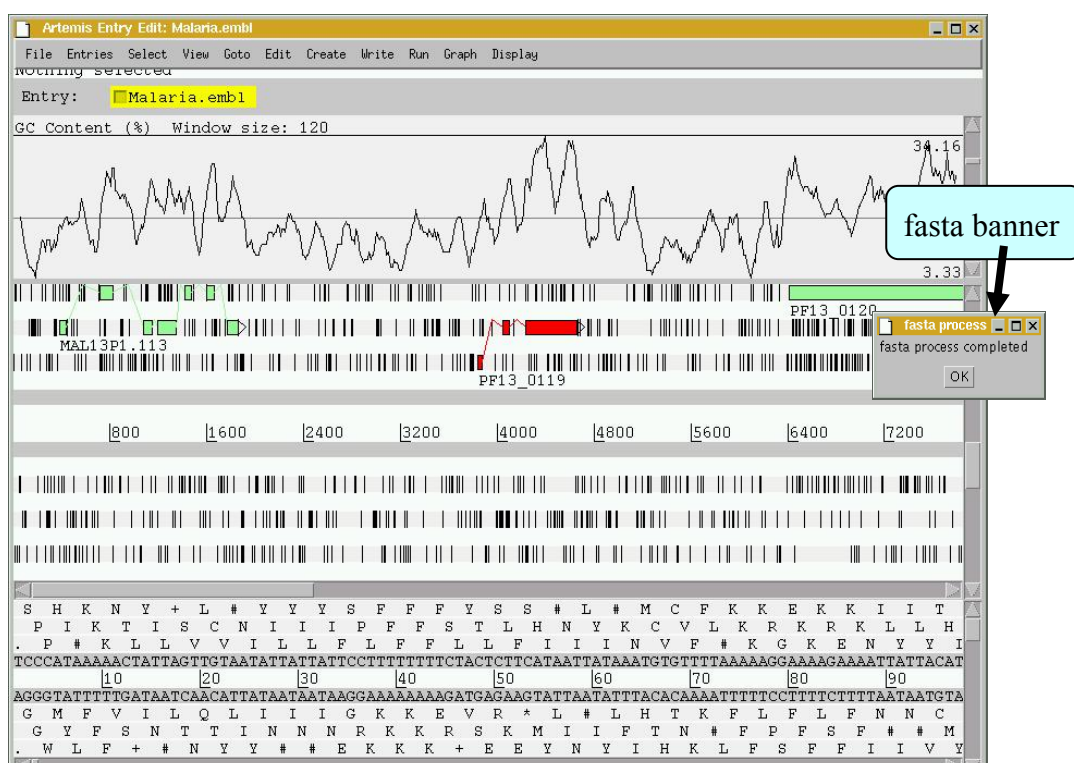 Artemis Entry Edit: Malaria.embl
File Entries Select View Goto Edit Create Write Run Graph Display
Nothing selected
Entry: Malaria.embl
GC Content (%) Window size: 120
34.16
fasta banner
3.33
PF13_0120
fasta process
MAL13P1.113
fasta process completed
PF13_0119
OK
800 1600 2400 3200 4000 4800 5600 6400 7200
S H K N Y + L # Y Y Y S F F F Y S S # L # M C F K K E K K I I T
P I K T I S C N I I I P F F S T L H N Y K C V L K R K R K L L H
. P # K L L V V I L L F L F F L L F I I I N V F # K G K E N Y Y I
TCCCATAAAAACTATTAGTTGTAATATTATTATTCCTTTTTTTTCTACTCTTCATAATTATAAATGTGTTTTAAAAAGGAAAAGAAAATTATTACAT
10 20 30 40 50 60 70 80 90
AGGGTATTTTTGATAATCAACATTATAATAATAAGGAAAAAAAAGATGAGAAGTATTAATATTTACACAAAATTTTTCCTTTTCTTTTAATAATGTA
G M F V I L Q L I I I G K K E V R * L # L H T K F L F L F N N C
G Y F S N T T I N N N R K K R S K M I I F T N # F P F S F # # M
. W L F + # N Y Y # # E K K K + E E Y N Y I H K L F S F F I I V Y